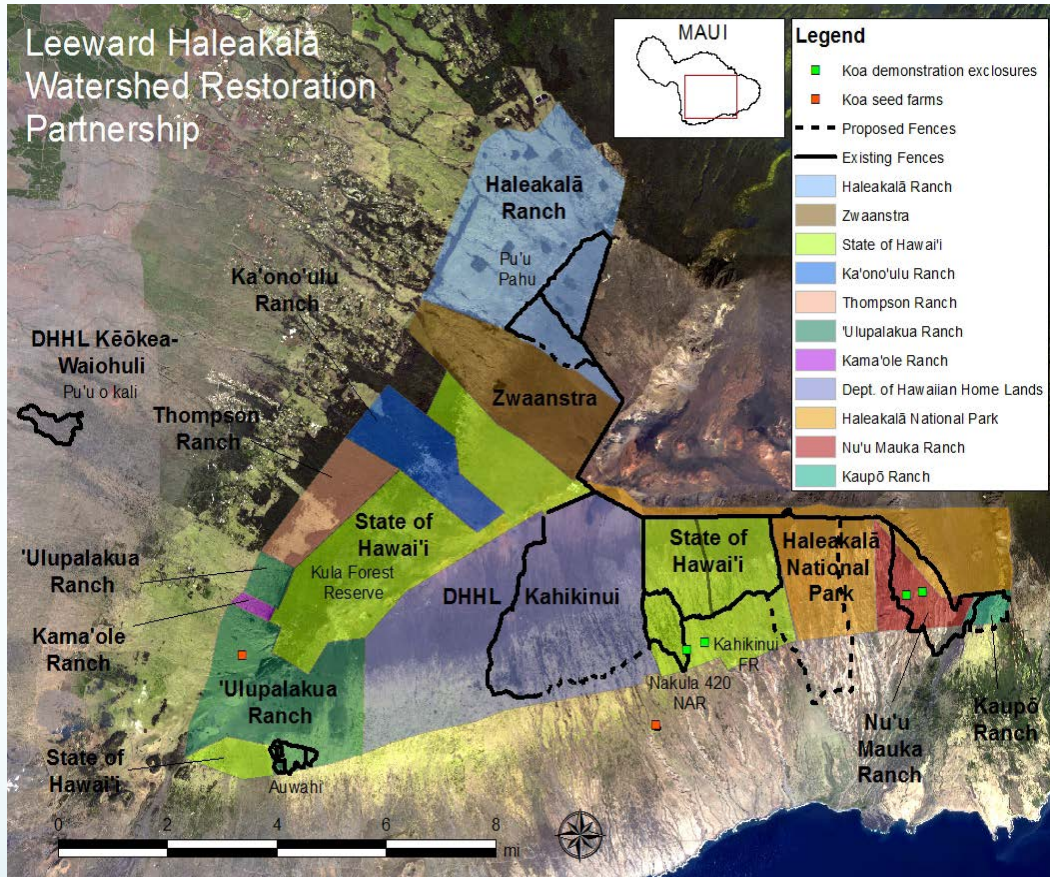 Leeward Haleakalā
Watershed Restoration
Partnership
MAUI
Legend
Koa demonstration exclosures
Koa seed farms
Proposed Fences
Existing Fences
Haleakalā Ranch
Zwaanstra
State of Hawai'i
Ka'ono'ulu Ranch
Thompson Ranch
'Ulupalakua Ranch
Kama'ole Ranch
Dept. of Hawaiian Home Lands
Haleakalā National Park
Nu'u Mauka Ranch
Kaupō Ranch
Haleakalā
Ranch
Pu'u
Pahu
Ka'ono'ulu
Ranch
DHHL Kēōkea-
Waiohuli
Pu'u o kali
Zwaanstra
Thompson
Ranch
State of
Hawai'i
Kula Forest
Reserve
'Ulupalakua
Ranch
Kama'ole
Ranch
DHHL Kahikinui
State of
Hawai'i
Haleakalā
National
Park
Kahikinui
FR
Nakula 420
NAR
'Ulupalakua
Ranch
Nu'u
Mauka
Ranch
Kaupō
Ranch
State of
Hawai'i
Auwahi
0 2 4 6 8
mi